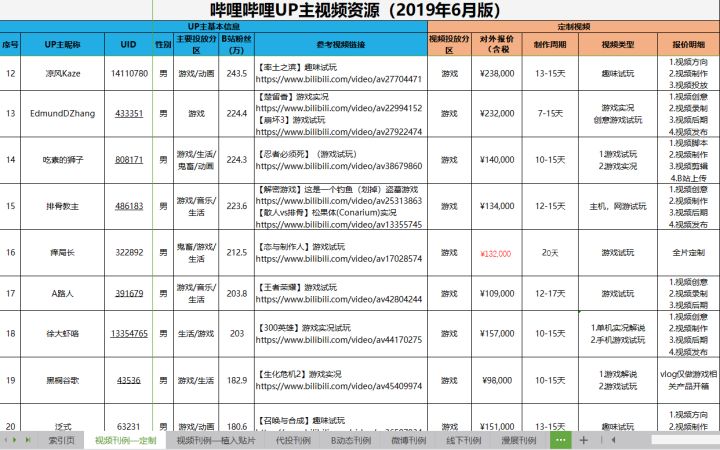 哔哩哔哩UP主视频资源（2019年6月版）
UP主基本信息 定制视频
序号 UP主昵称 UID 性别 主要投放分区 B站粉丝(万) 参考视频链接 视频投放分区 对外报价（含税 制作周期 视频类型 报价明细
12 凉风Kaze 14110780 男 游戏/动画 243.5 【率土之滨】趣味试玩 游戏 ¥238,000 13-15天 趣味试玩 1.视频方向
https://www.bilibili.com/video/av27704471 2.视频制作
3.视频投放
13 EdmundDZhang 433351 男 游戏 224.4 【楚留香】游戏实况 游戏 ¥232,000 7-15天 游戏实况 1.视频创意
https://www.bilibili.com/video/av22994152 创意游戏试玩 2.视频录制
【崩坏3】游戏试玩 3.视频后期
https://www.bilibili.com/video/av27922474 4.视频发布
14 吃素的狮子 808171 男 游戏/生活/鬼畜/动画 224.3 【忍者必须死】（游戏试玩） 游戏 ¥140,000 10-15天 1.游戏试玩 1.视频脚本
https://www.bilibili.com/video/av38679860 2.游戏实况 2.视频制作
3.视频剪辑
4.B站上传
15 排骨教主 486183 男 游戏/音乐/生活 223.6 【解密游戏】这是一个钓鱼（划掉）盗墓游戏 游戏 ¥134,000 12-15天 主机，网游试玩 1.视频创意
https://www.bilibili.com/video/av25313863 2.视频制作
【散人vs排骨】松果体(Conarium)实况 3.视频后期
https://www.bilibili.com/video/av13355745 4.视频发布
16 痒局长 322892 男 鬼畜/游戏/生活 212.5 【恋与制作人】游戏试玩 游戏 ¥132,000 20天 游戏试玩 全片定制
https://www.bilibili.com/video/av17028574
17 A路人 391679 男 游戏/音乐/生活 203.8 【王者荣耀】游戏试玩 游戏 ¥109,000 12-17天 游戏试玩 1.视频创意
https://www.bilibili.com/video/av42804244 2.视频录制
3.视频后期
18 徐大虾咯 13354765 男 生活/游戏 203 【300英雄】游戏实况试玩 游戏 ¥157,000 10-15天 1.单机实况解说 1.视频创意
https://www.bilibili.com/video/av44170275 2.手机游戏试玩 2.视频制作
3.视频后期
4.视频发布
19 黑桐谷歌 43536 男 游戏/生活 182.9 【生化危机2】游戏实况 游戏 ¥98,000 10-15天 1.游戏解说 vlog仅做游戏相
https://www.bilibili.com/video/av45409974 2.游戏试玩 关产品开箱
20 泛式 63231 男 游戏/动画 180.6 【召唤与合成】趣味试玩 游戏 ¥151,000 13-15天 趣味试玩 1.视频方向
2.视频制作
索引页 视频刊例—定制 视频刊例—植入贴片 代投刊例 B动态刊例 微博刊例 线下刊例 漫展刊例